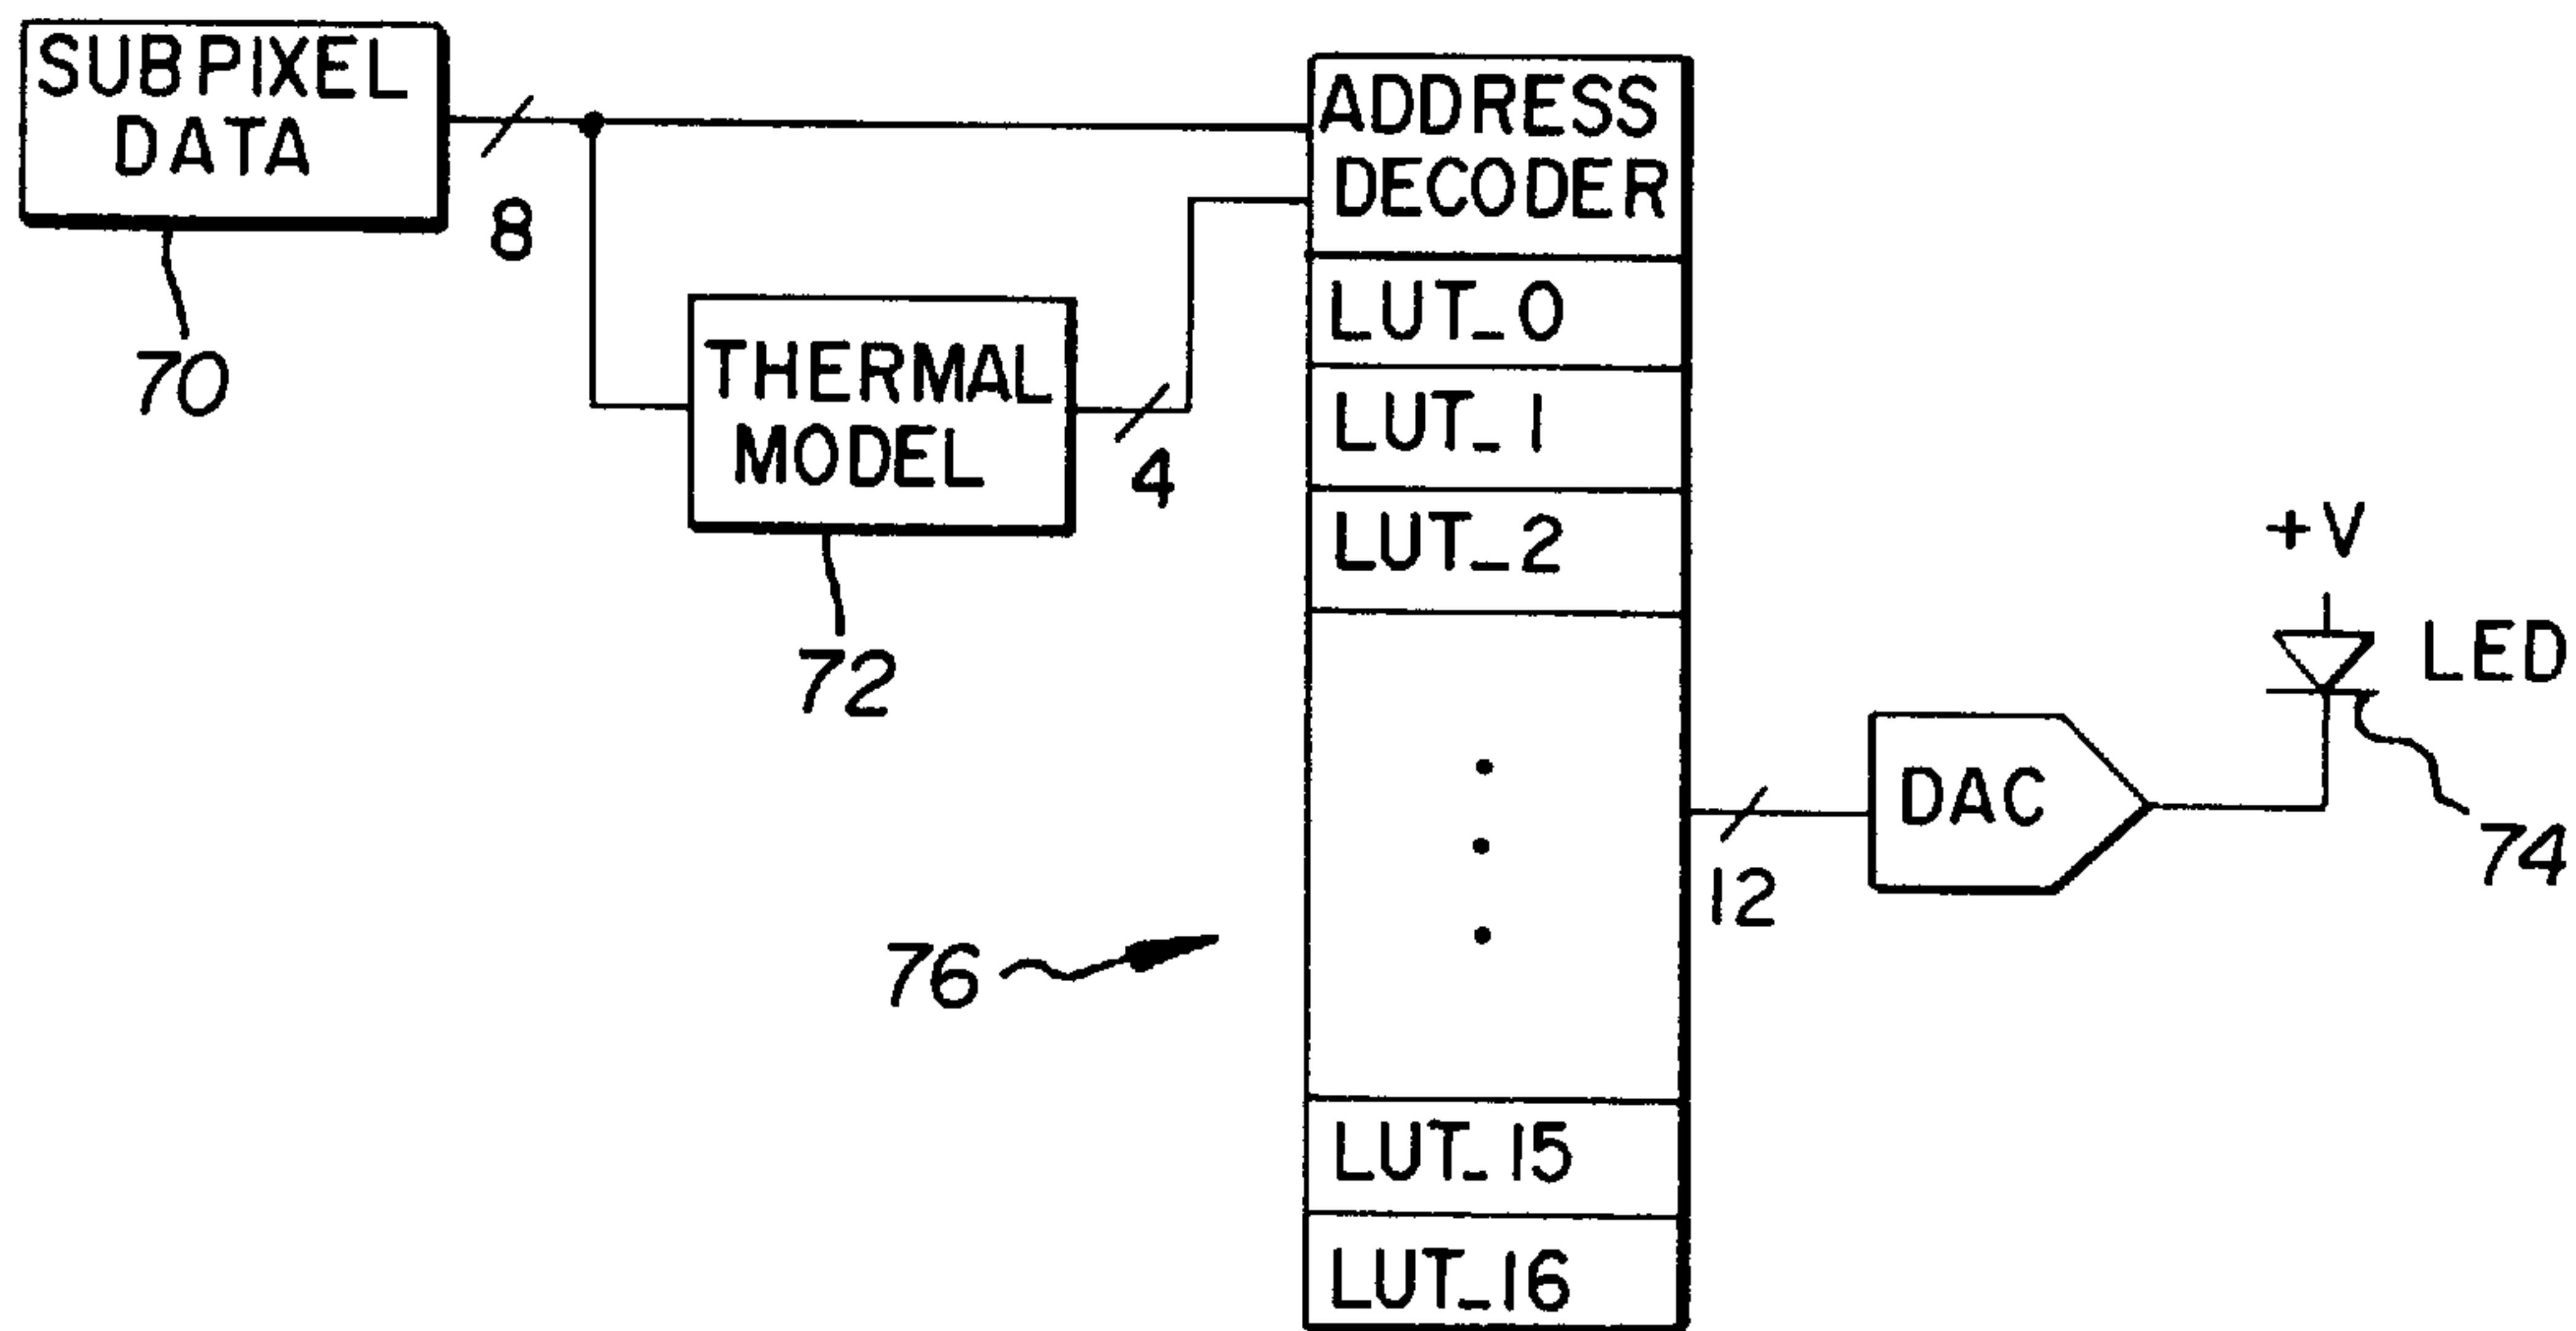 SUBPIXEL
DATA
8
70
THERMAL
MODEL
4
72
ADDRESS
DECODER
LUT_0
LUT_1
LUT_2
LUT_15
LUT_16
76
12
DAC
+V
LED
74